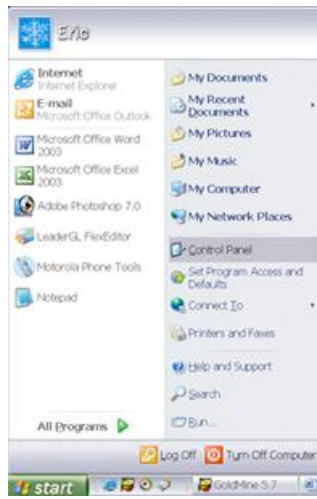 Eric
Internet
Internet Explorer
E-mail
Microsoft Office Outlook
Microsoft Office Word
2003
Microsoft Office Excel
2003
Adobe Photoshop 7.0
LeaderGL FlexEditor
Motorola Phone Tools
Notepad
All Programs
My Documents
My Recent
Documents
My Pictures
My Music
My Computer
My Network Places
Control Panel
Set Program Access and
Defaults
Connect To
Printers and Faxes
Help and Support
Search
Run...
Log Off
Turn Off Computer
start
GoldMine 5.7